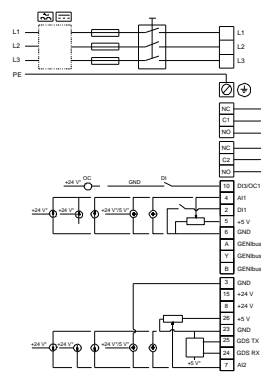 L1
L1
L2
L2
L3
L3
PE
NC
C1
NO
NC
C2
NO
+24 V* OC GND DI 10 DI3/OC1
4 AI1
+24 V* +24 V* +24 V*/5 V* 2 DI1
5 +5 V
6 GND
A GENIbus
Y GENIbus
B GENIbus
3 GND
15 +24 V
8 +24 V
26 +5 V
23 GND
25 GDS TX
+24 V* +24 V* +24 V*/5 V* 24 GDS RX
+5 V* 7 AI2